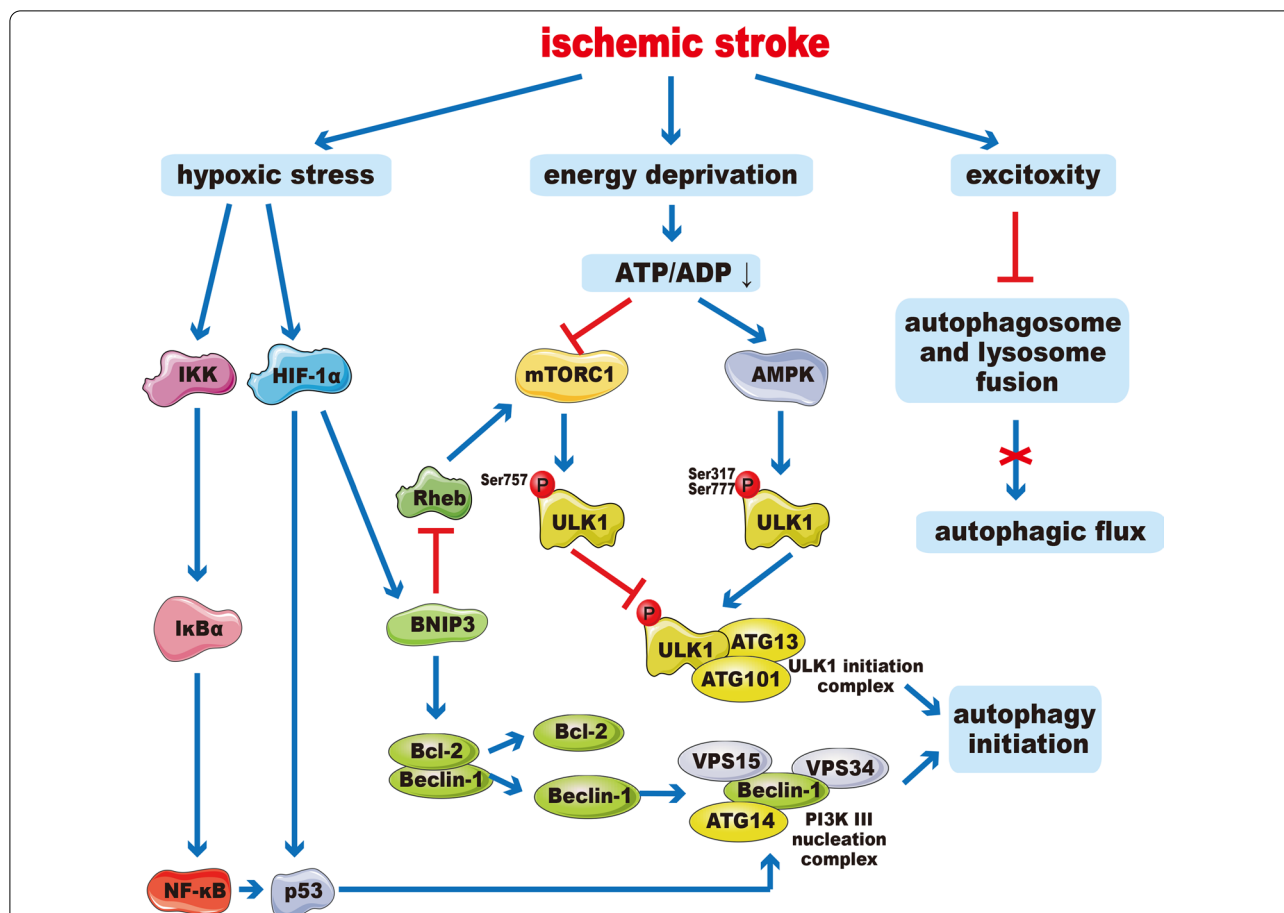 ischemic stroke
hypoxic stress
energy deprivation
excitoxity
ATP/ADP ↓
autophagosome
and lysosome
fusion
IKK
HIF-1α
mTORC1
AMPK
Rheb
Ser757
P
ULK1
Ser317
Ser777
P
ULK1
autophagic flux
IκBα
BNIP3
P
ULK1
ATG13
ATG101
ULK1 initiation
complex
autophagy
initiation
Bcl-2
Beclin-1
Bcl-2
Beclin-1
VPS15
VPS34
Beclin-1
ATG14
PI3K III
nucleation
complex
NF-κB
p53